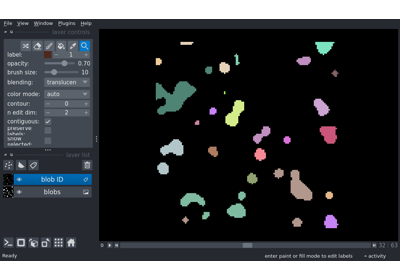 File View Window Plugins Help
layer controls
label: 1
opacity: 0.70
brush size: 10
blending: translucen
color mode: auto
contour: 0
n edit dim: 2
contiguous: ✓
preserve
labels:
show
selected:
layer list
blob ID
blobs
0 32 63
Ready enter paint or fill mode to edit labels activity